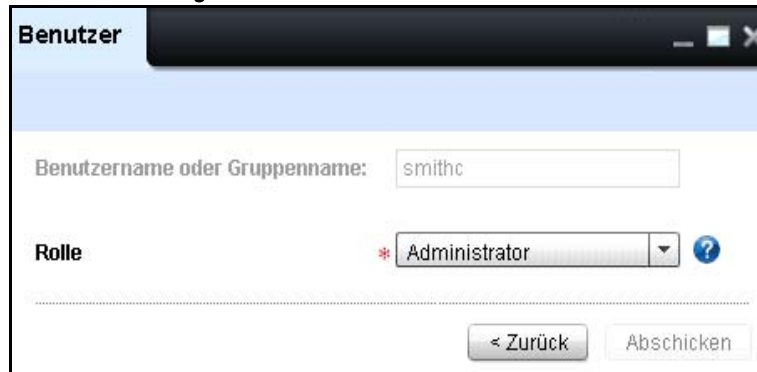 Benutzer
Benutzername oder Gruppenname: smithc
Rolle * Administrator ?
< Zurück Abschicken